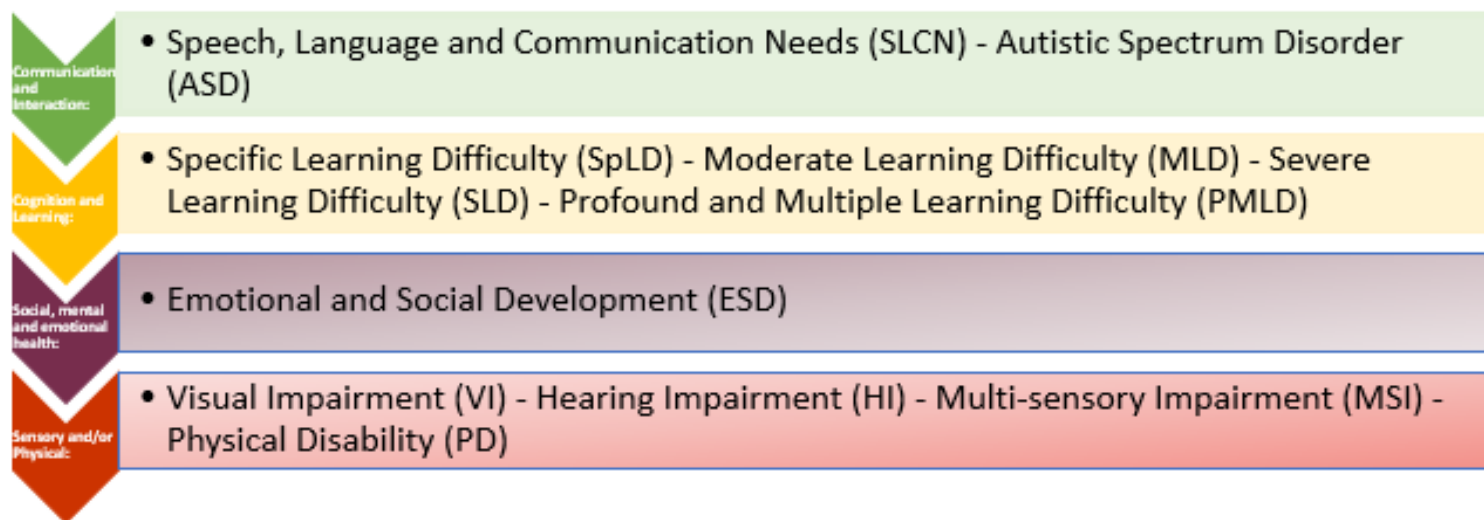 Communication
and
Interaction:
• Speech, Language and Communication Needs (SLCN) - Autistic Spectrum Disorder
(ASD)
Cognition and
Learning:
• Specific Learning Difficulty (SpLD) - Moderate Learning Difficulty (MLD) - Severe
Learning Difficulty (SLD) - Profound and Multiple Learning Difficulty (PMLD)
Social, mental
and emotional
health:
• Emotional and Social Development (ESD)
Sensory and/or
Physical:
• Visual Impairment (VI) - Hearing Impairment (HI) - Multi-sensory Impairment (MSI) -
Physical Disability (PD)